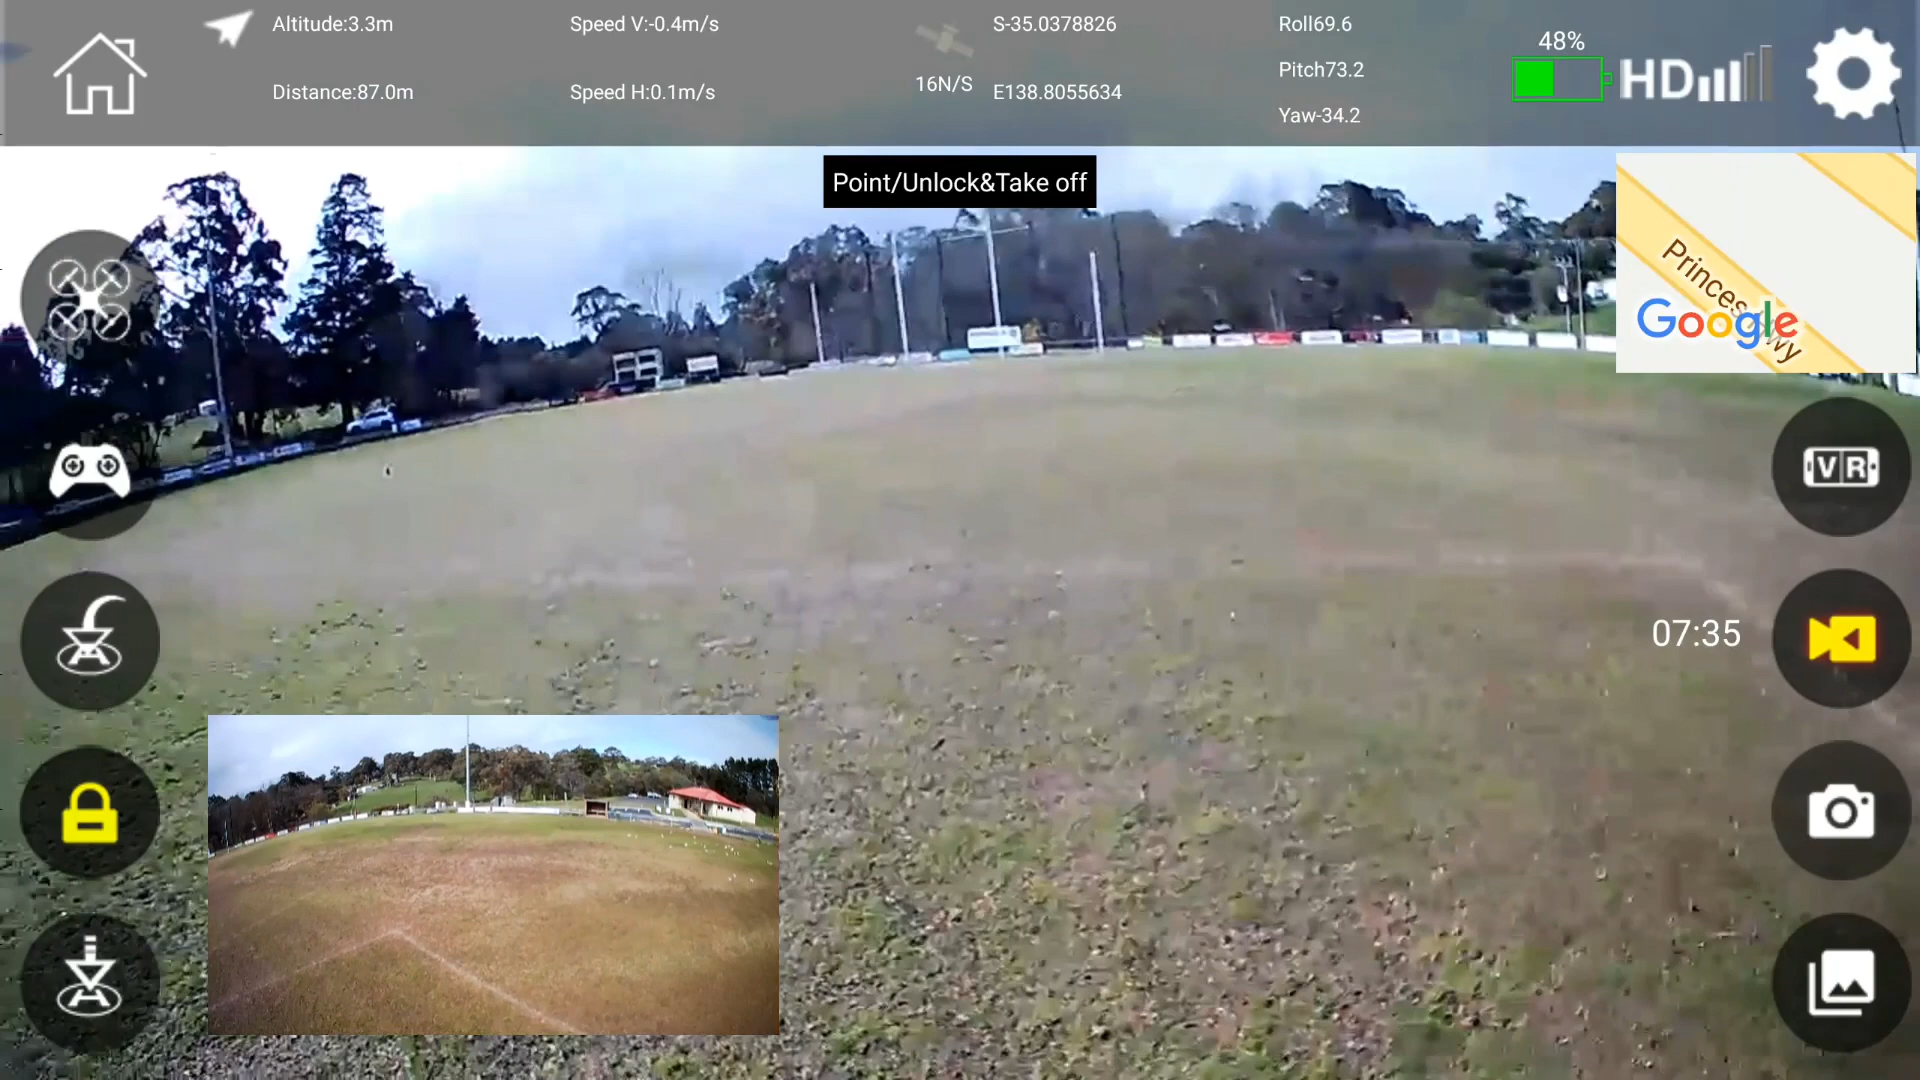 Altitude:3.3m
Speed V:-0.4m/s
S-35.0378826
Roll69.6
48%
Distance:87.0m
Speed H:0.1m/s
16N/S
E138.8055634
Pitch73.2
HD
Yaw-34.2
Point/Unlock&Take off
Princes Hwy
Google
VR
07:35